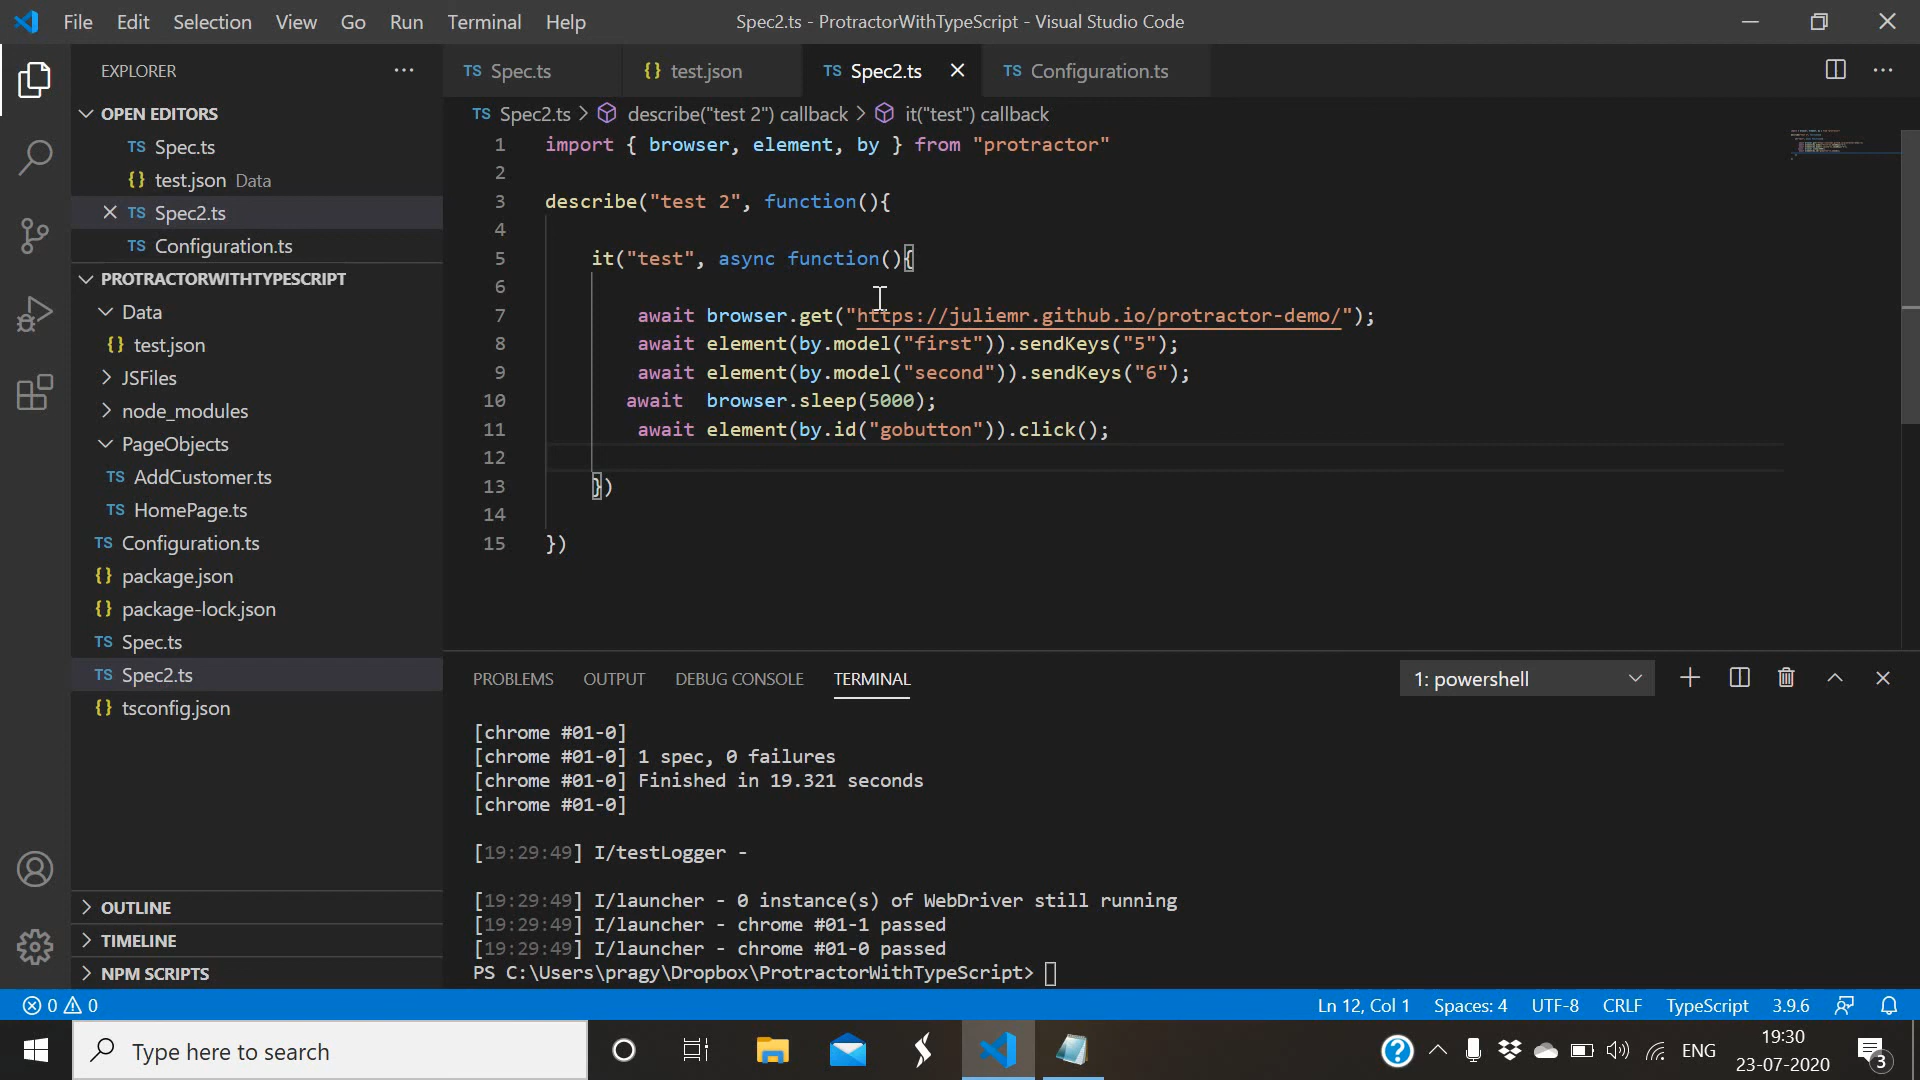 File Edit Selection View Go Run Terminal Help
Spec2.ts - ProtractorWithTypeScript - Visual Studio Code
EXPLORER
OPEN EDITORS
TS Spec.ts
{} test.json Data
TS Spec2.ts
TS Configuration.ts
PROTRACTORWITHTYPESCRIPT
Data
{} test.json
JSFiles
node_modules
PageObjects
TS AddCustomer.ts
TS HomePage.ts
TS Configuration.ts
{} package.json
{} package-lock.json
TS Spec.ts
TS Spec2.ts
{} tsconfig.json
OUTLINE
TIMELINE
NPM SCRIPTS
TS Spec.ts {} test.json TS Spec2.ts TS Configuration.ts
TS Spec2.ts > describe("test 2") callback > it("test") callback
1 import { browser, element, by } from "protractor"
2
3 describe("test 2", function(){
4
5 it("test", async function(){
6
7 await browser.get("https://juliemr.github.io/protractor-demo/");
8 await element(by.model("first")).sendKeys("5");
9 await element(by.model("second")).sendKeys("6");
10 await  browser.sleep(5000);
11 await element(by.id("gobutton")).click();
12
13 })
14
15 })
PROBLEMS OUTPUT DEBUG CONSOLE TERMINAL 1: powershell
[chrome #01-0]
[chrome #01-0] 1 spec, 0 failures
[chrome #01-0] Finished in 19.321 seconds
[chrome #01-0]
[19:29:49] I/testLogger -
[19:29:49] I/launcher - 0 instance(s) of WebDriver still running
[19:29:49] I/launcher - chrome #01-1 passed
[19:29:49] I/launcher - chrome #01-0 passed
PS C:\Users\pragy\Dropbox\ProtractorWithTypeScript>
0 0 Ln 12, Col 1 Spaces: 4 UTF-8 CRLF TypeScript 3.9.6
Type here to search
ENG
19:30
23-07-2020
3